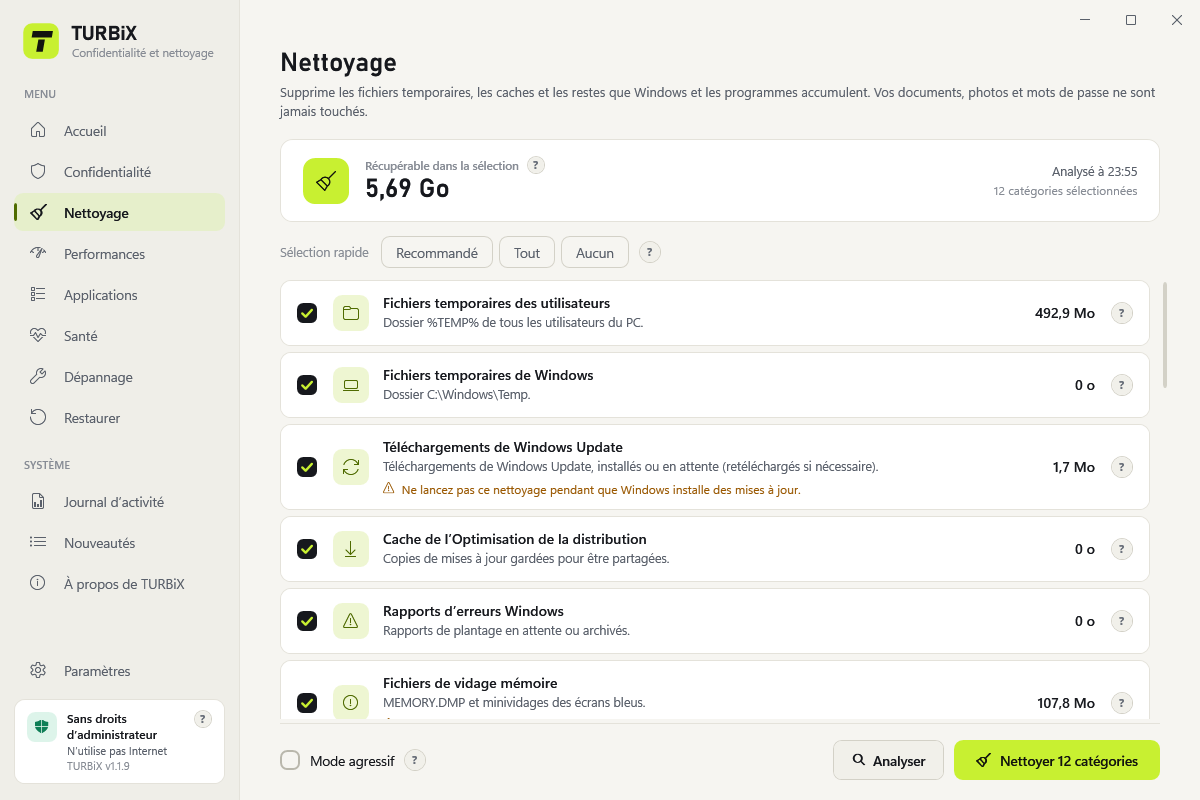 TURBiX
Confidentialité et nettoyage
MENU
Accueil
Confidentialité
Nettoyage
Performances
Applications
Santé
Dépannage
Restaurer
SYSTÈME
Journal d'activité
Nouveautés
À propos de TURBiX
Paramètres
Sans droits
d'administrateur
?
N'utilise pas Internet
TURBiX v1.1.9
Nettoyage
Supprime les fichiers temporaires, les caches et les restes que Windows et les programmes accumulent. Vos documents, photos et mots de passe ne sont
jamais touchés.
Récupérable dans la sélection ?
5,69 Go
Analysé à 23:55
12 catégories sélectionnées
Sélection rapide Recommandé Tout Aucun ?
Fichiers temporaires des utilisateurs
Dossier %TEMP% de tous les utilisateurs du PC.
492,9 Mo ?
Fichiers temporaires de Windows
Dossier C:\Windows\Temp.
0 o ?
Téléchargements de Windows Update
Téléchargements de Windows Update, installés ou en attente (retéléchargés si nécessaire).
Ne lancez pas ce nettoyage pendant que Windows installe des mises à jour.
1,7 Mo ?
Cache de l'Optimisation de la distribution
Copies de mises à jour gardées pour être partagées.
0 o ?
Rapports d'erreurs Windows
Rapports de plantage en attente ou archivés.
0 o ?
Fichiers de vidage mémoire
MEMORY.DMP et minividages des écrans bleus.
107,8 Mo ?
Mode agressif ?
Analyser
Nettoyer 12 catégories